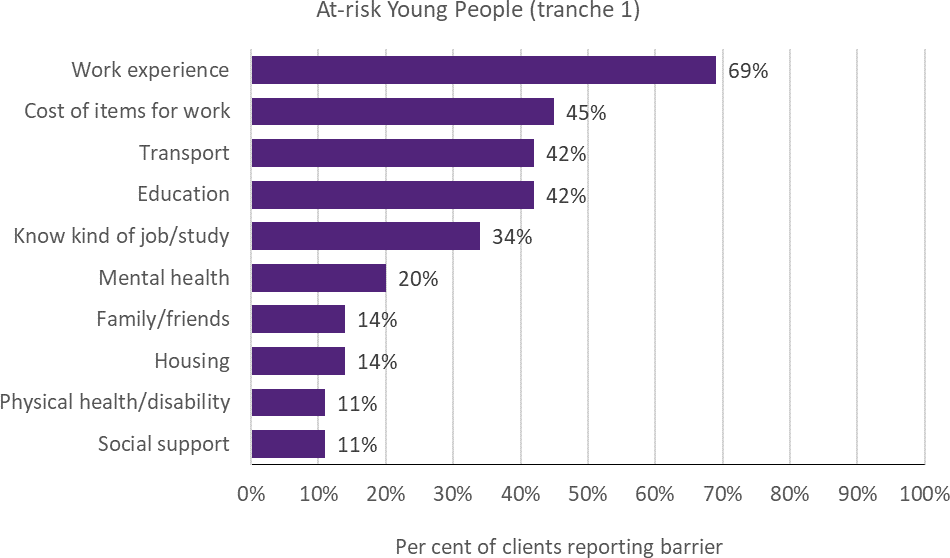 At-risk Young People (tranche 1)
Work experience 69%
Cost of items for work 45%
Transport 42%
Education 42%
Know kind of job/study 34%
Mental health 20%
Family/friends 14%
Housing 14%
Physical health/disability 11%
Social support 11%
0% 10% 20% 30% 40% 50% 60% 70% 80% 90% 100%
Per cent of clients reporting barrier